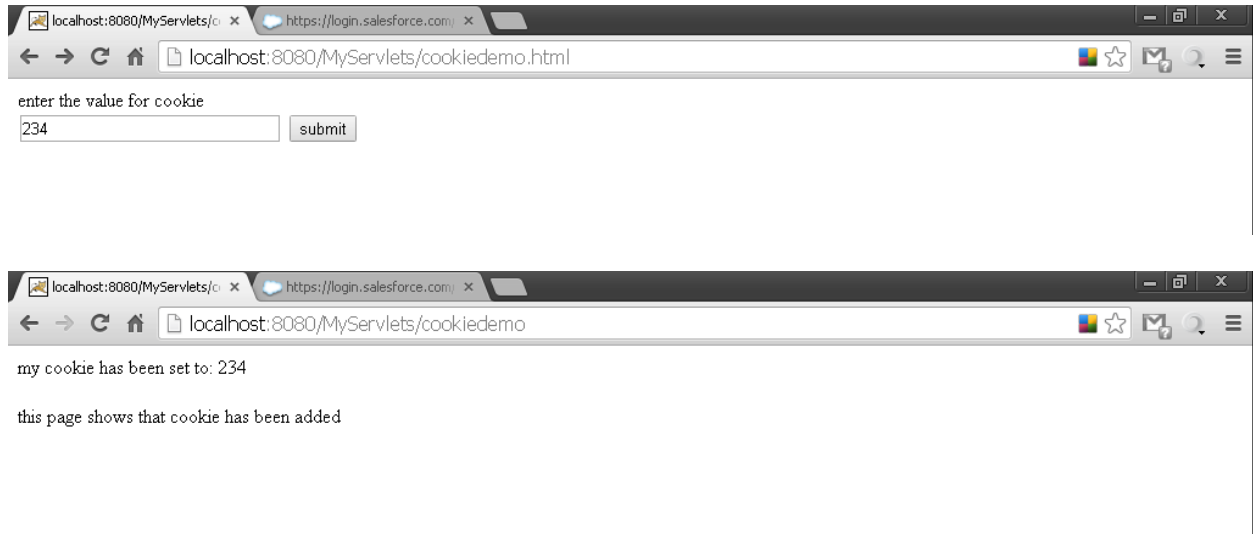 localhost:8080/MyServlets/c
https://login.salesforce.com/
localhost:8080/MyServlets/cookiedemo.html
enter the value for cookie
234
submit
localhost:8080/MyServlets/c
https://login.salesforce.com/
localhost:8080/MyServlets/cookiedemo
my cookie has been set to: 234
this page shows that cookie has been added